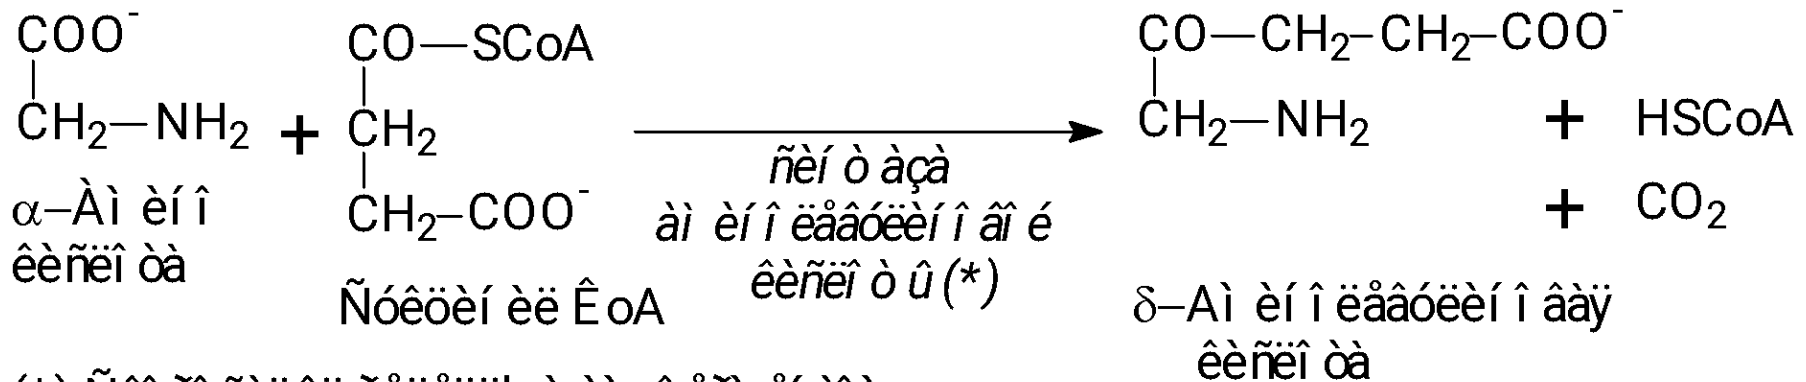 COO⁻
CH₂—NH₂
α–Àì èí î
êèñëî òà
+
CO—SCoA
CH₂
CH₂–COO⁻
Ñóêöèí èë ÊoA
ñèí ò àçà
àì èí î ëåâóëèí î âî é
êèñëî ò û (*)
CO—CH₂–CH₂–COO⁻
CH₂—NH₂
δ–Aì èí î ëåâóëèí î âàÿ
êèñëî òà
+ HSCoA
+ CO₂